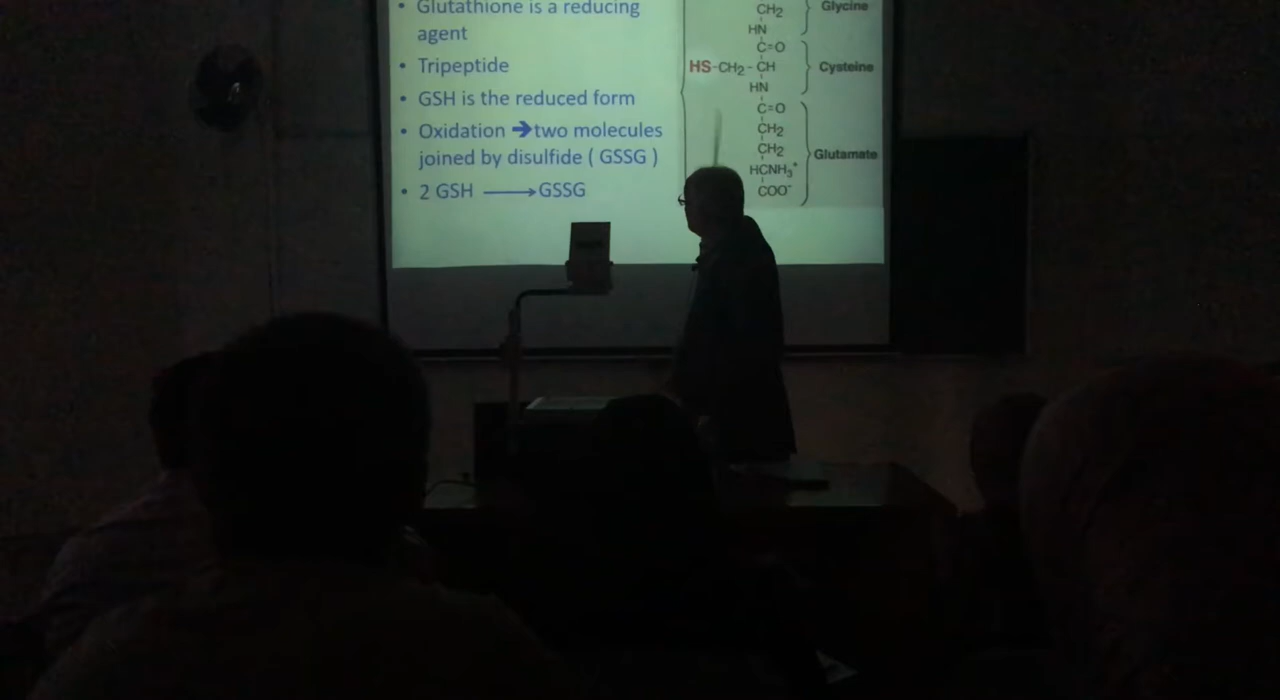 • Glutathione is a reducing
agent
• Tripeptide
• GSH is the reduced form
• Oxidation ➔two molecules
joined by disulfide ( GSSG )
• 2 GSH ⟶GSSG
CH₂
Glycine
HN
C=O
HS-CH₂-CH
Cysteine
HN
C=O
CH₂
CH₂
Glutamate
HCNH₃⁺
COO⁻